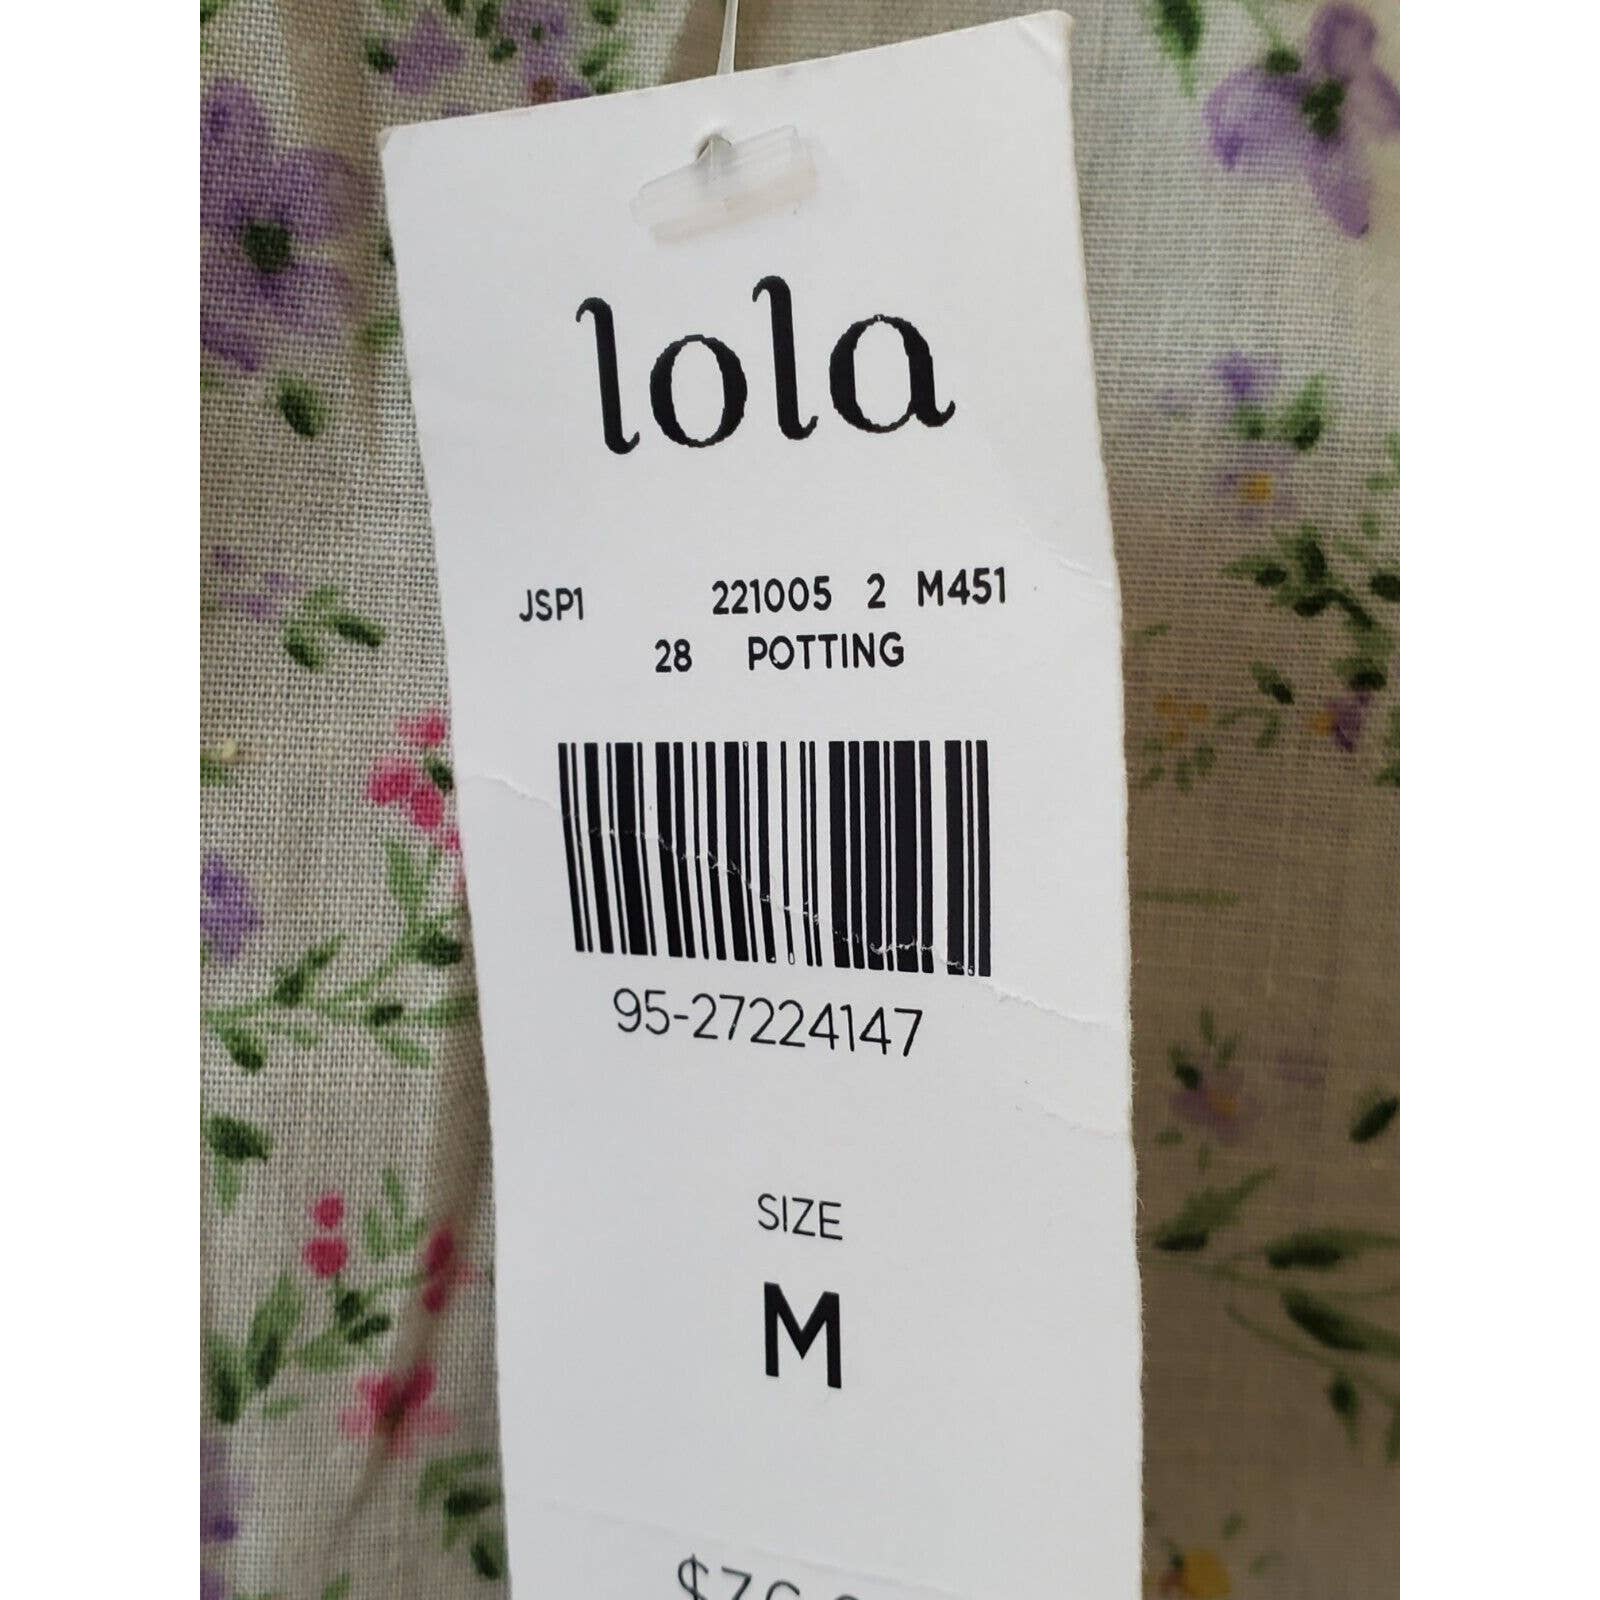 lola
JSP1 221005 2 M451
28 POTTING
95-27224147
SIZE
M